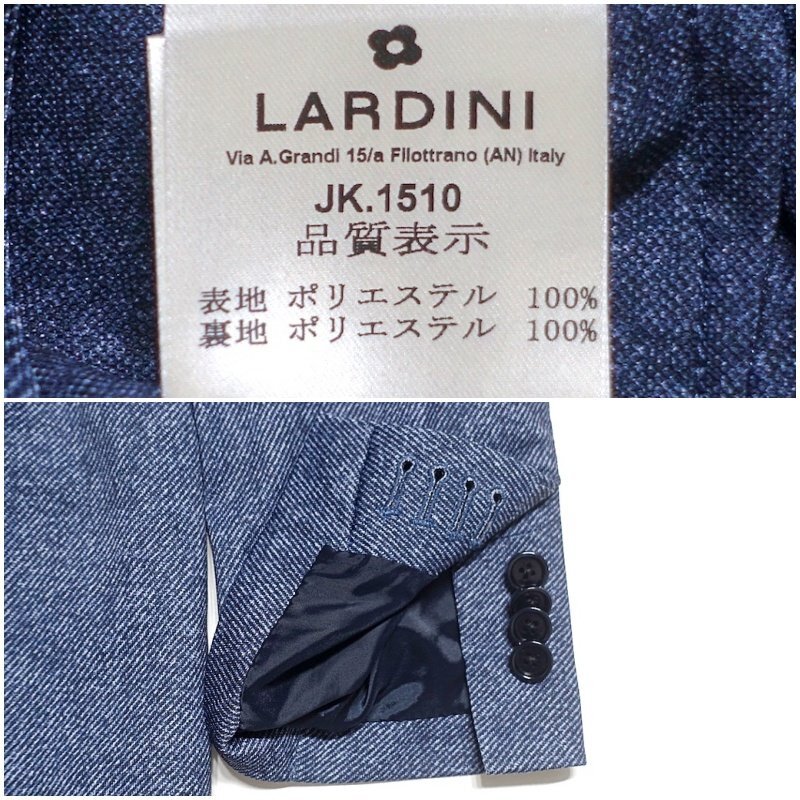 LARDINI
Via A.Grandi 15/a Filottrano (AN) Italy
JK.1510
品質表示
表地 ポリエステル 100%
裏地 ポリエステル 100%